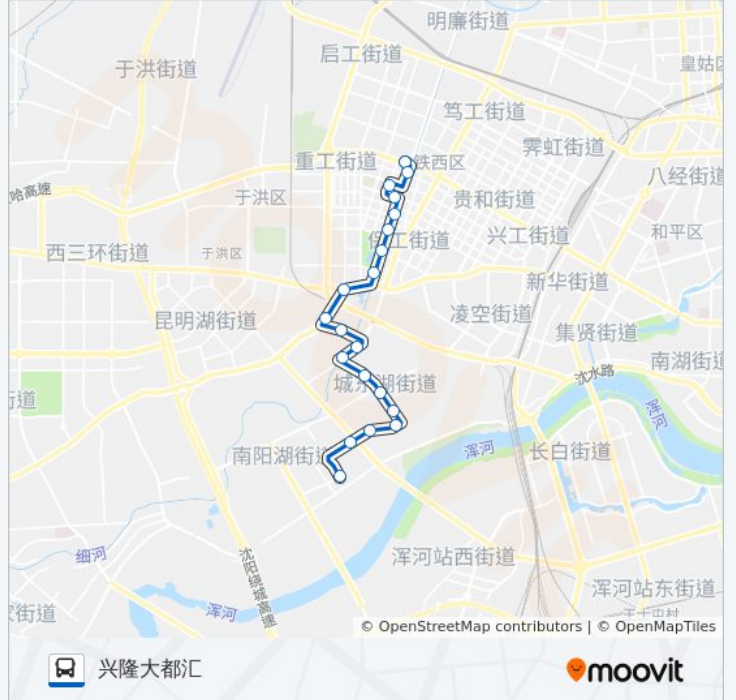 明廉街道
启工街道
于洪街道
皇姑区
笃工街道
霁虹街道
重工街道
铁西区
八经街道
哈高速
于洪区
贵和街道
保工街道
兴工街道
和平区
西三环街道
于洪区
新华街道
昆明湖街道
凌空街道
集贤街道
南湖街道
沈水路
城东湖街道
街道
浑河
南阳湖街道
浑河
长白街道
细河
浑河站西街道
沈阳绕城高速
浑河站东街道
浑河
街道
© OpenStreetMap contributors | © OpenMapTiles
兴隆大都汇
moovit